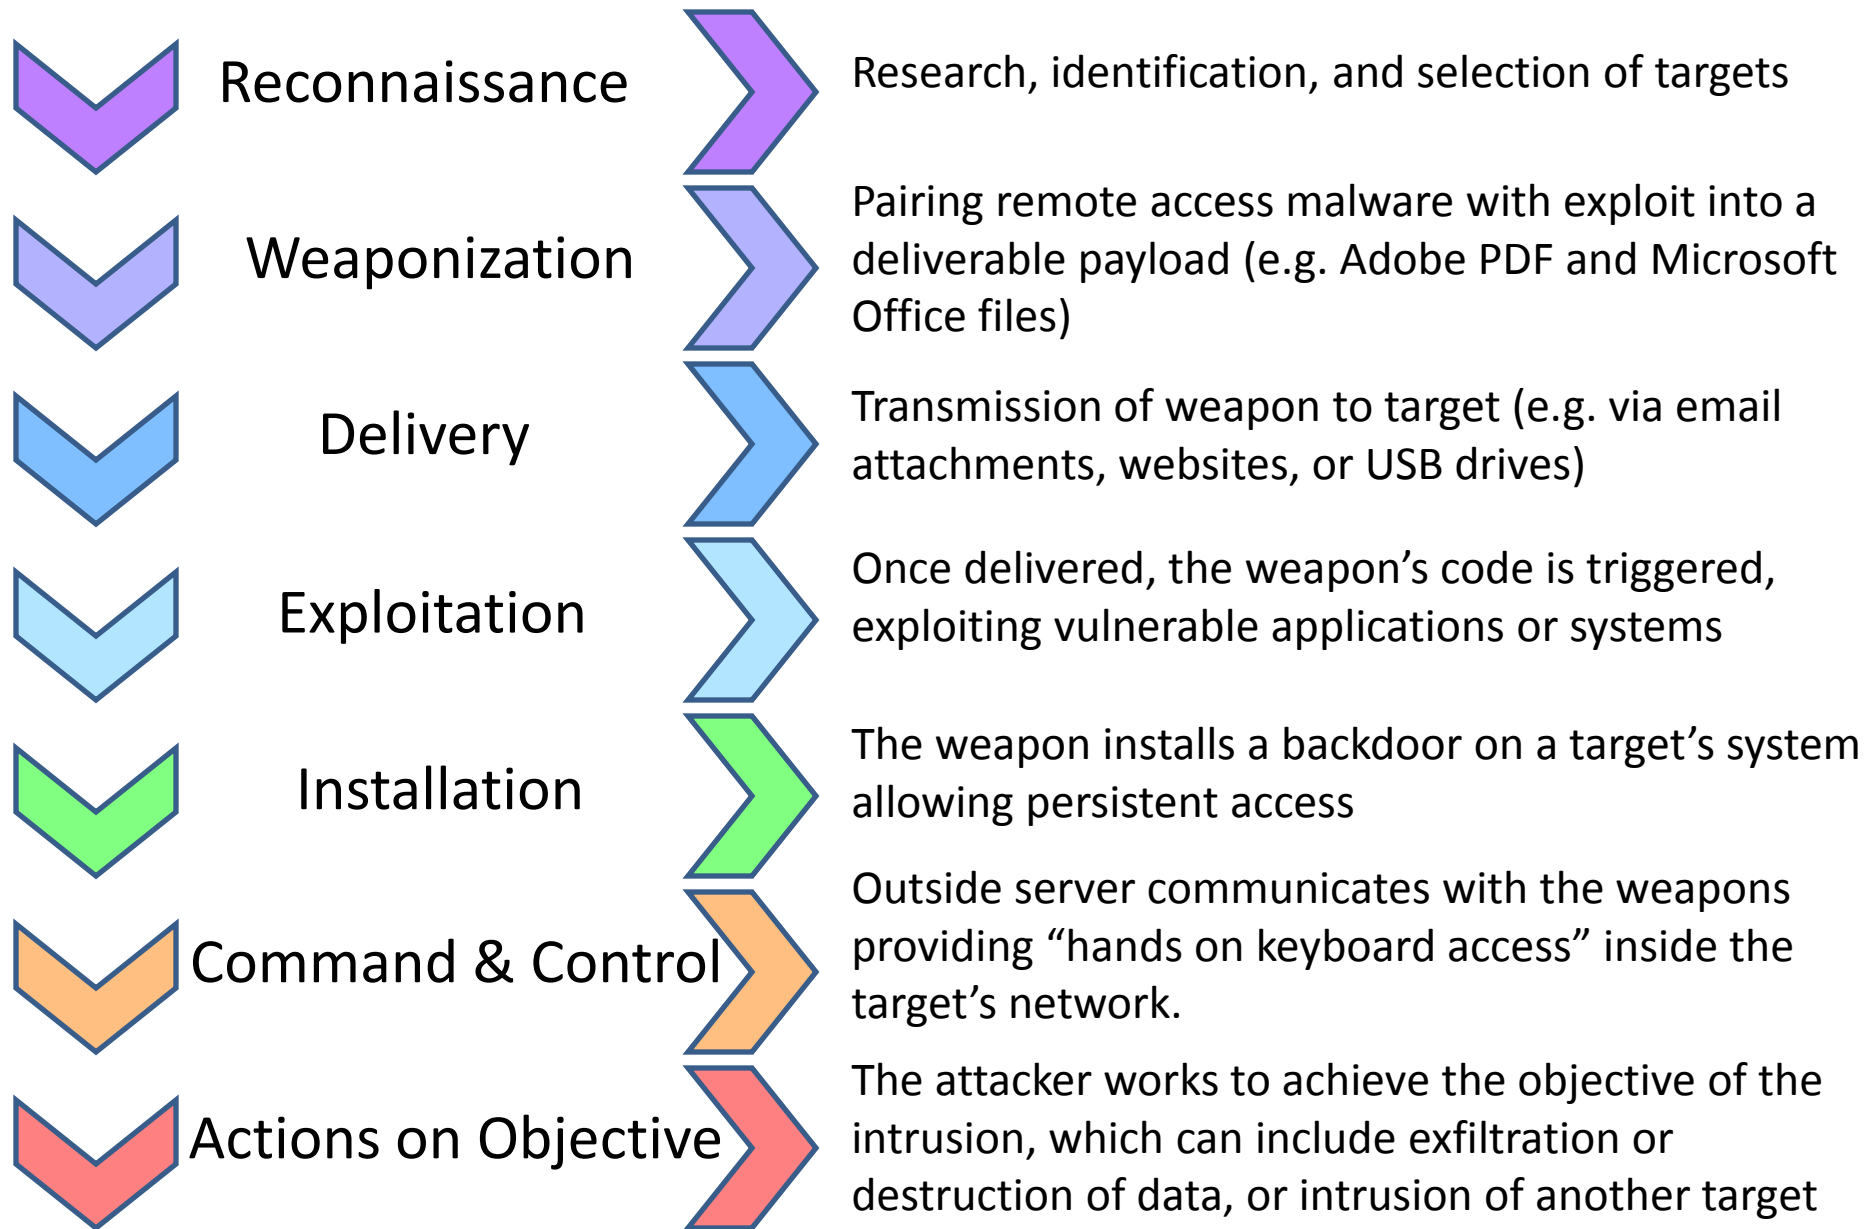 Reconnaissance
Research, identification, and selection of targets
Weaponization
Pairing remote access malware with exploit into a
deliverable payload (e.g. Adobe PDF and Microsoft
Office files)
Delivery
Transmission of weapon to target (e.g. via email
attachments, websites, or USB drives)
Exploitation
Once delivered, the weapon’s code is triggered,
exploiting vulnerable applications or systems
Installation
The weapon installs a backdoor on a target’s system
allowing persistent access
Command & Control
Outside server communicates with the weapons
providing “hands on keyboard access” inside the
target’s network.
Actions on Objective
The attacker works to achieve the objective of the
intrusion, which can include exfiltration or
destruction of data, or intrusion of another target